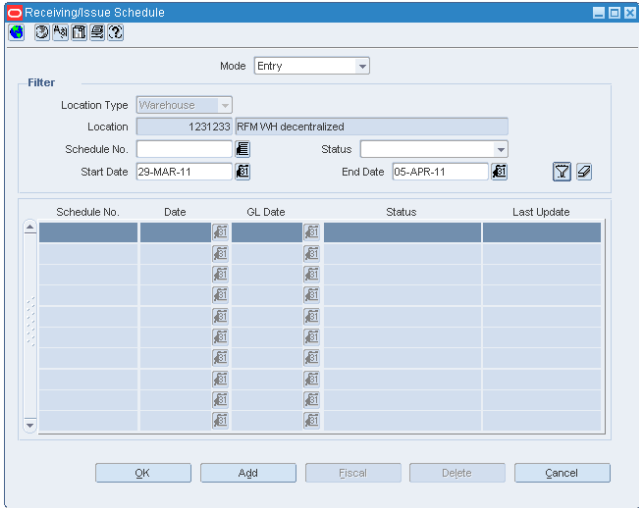 Receiving/Issue Schedule
Mode Entry
Filter
Location Type Warehouse
Location 1231233 RFM WH decentralized
Schedule No. Status
Start Date 29-MAR-11 End Date 05-APR-11
Schedule No. Date GL Date Status Last Update
OK Add Fiscal Delete Cancel